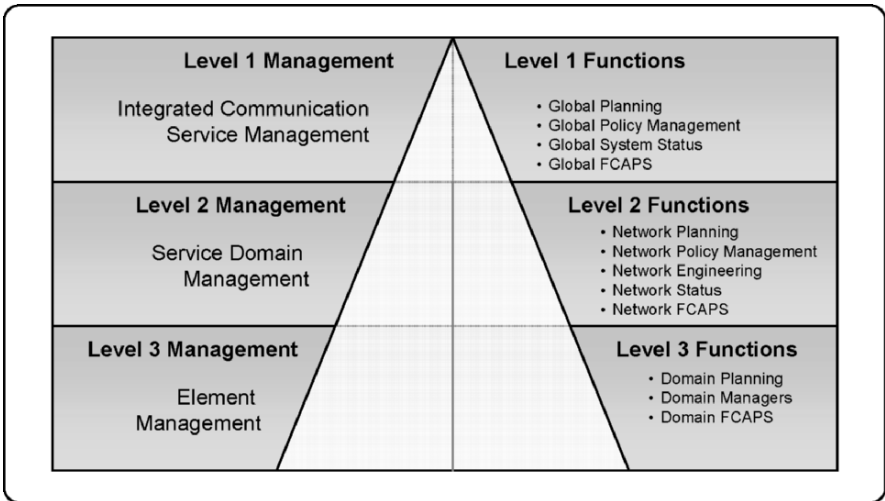 Level 1 Management
Integrated Communication
Service Management
Level 1 Functions
• Global Planning
• Global Policy Management
• Global System Status
• Global FCAPS
Level 2 Management
Service Domain
Management
Level 2 Functions
• Network Planning
• Network Policy Management
• Network Engineering
• Network Status
• Network FCAPS
Level 3 Management
Element
Management
Level 3 Functions
• Domain Planning
• Domain Managers
• Domain FCAPS